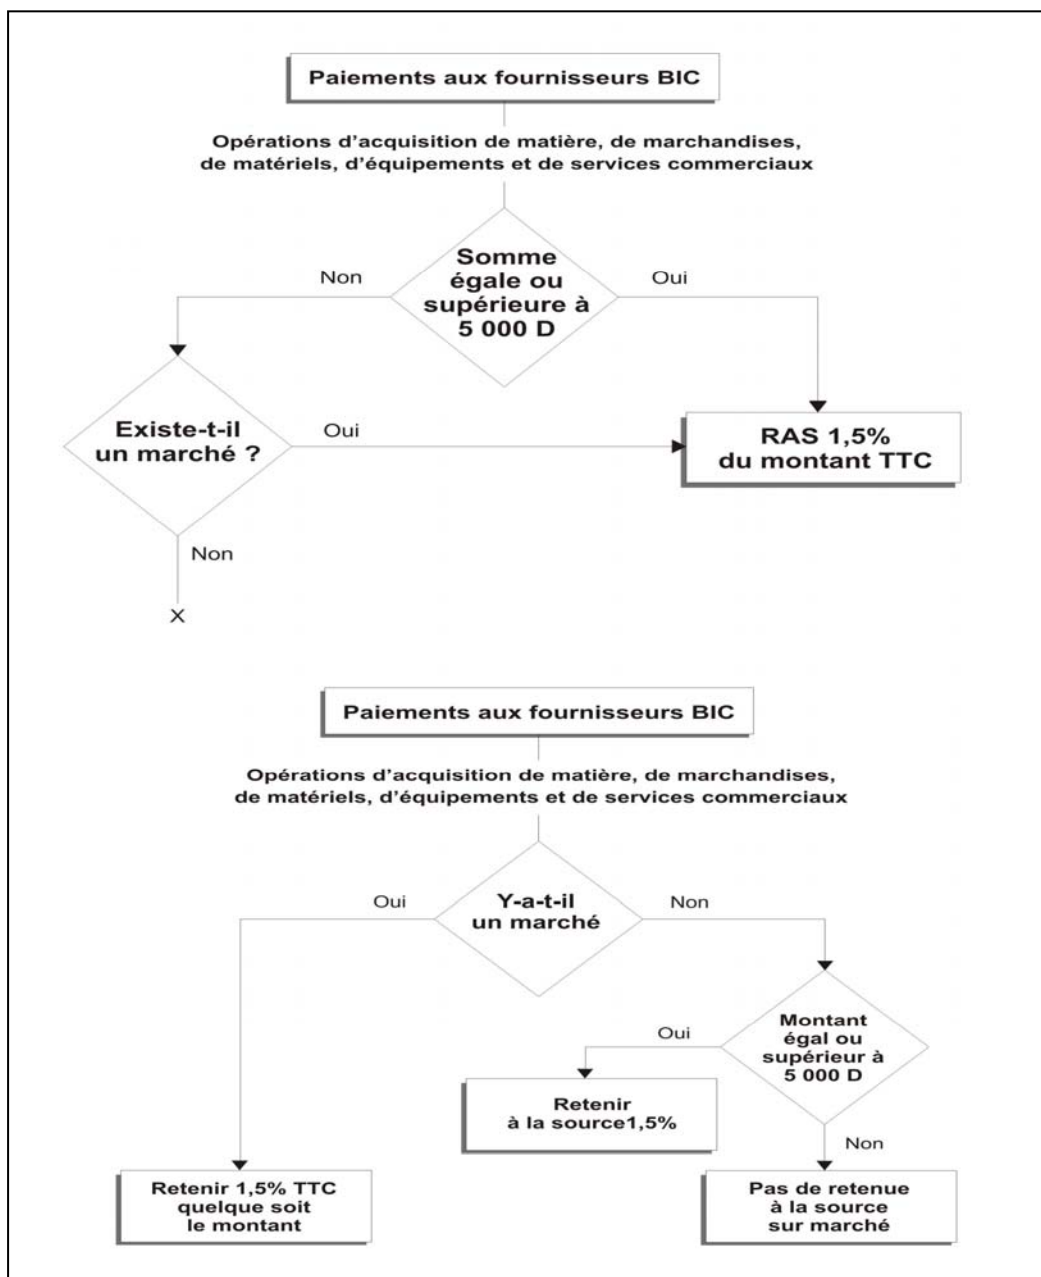 Paiements aux fournisseurs BIC
Opérations d'acquisition de matière, de marchandises,
de matériels, d'équipements et de services commerciaux
Somme
égale ou
supérieure à
5 000 D
Non
Oui
Existe-t-il
un marché ?
Oui
RAS 1,5%
du montant TTC
Non
X
Paiements aux fournisseurs BIC
Opérations d'acquisition de matière, de marchandises,
de matériels, d'équipements et de services commerciaux
Y-a-t-il
un marché
Oui
Non
Montant
égal ou
supérieur à
5 000 D
Oui
Retenir
à la source1,5%
Non
Retenir 1,5% TTC
quelque soit
le montant
Pas de retenue
à la source
sur marché